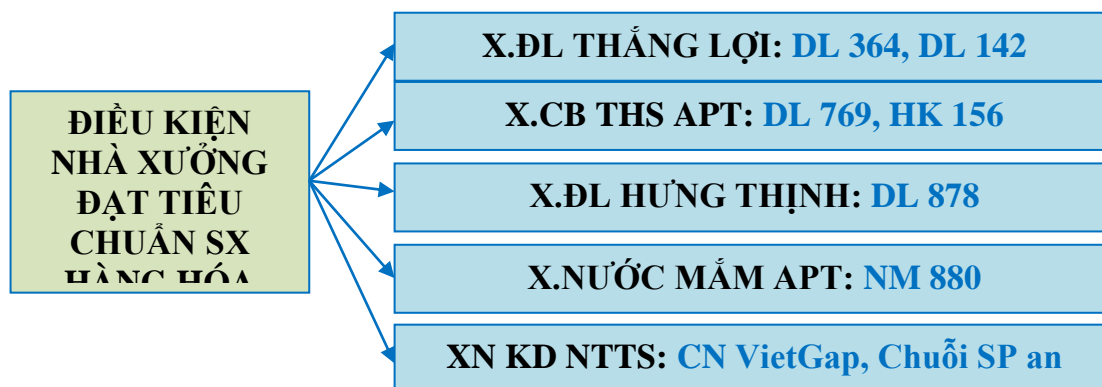 ĐIỀU KIỆN
NHÀ XƯỞNG
ĐẠT TIÊU
CHUẨN SX
HÀNG HÓA
X.ĐL THẮNG LỢI: DL 364, DL 142
X.CB THS APT: DL 769, HK 156
X.ĐL HƯNG THỊNH: DL 878
X.NƯỚC MẮM APT: NM 880
XN KD NTTS: CN VietGap, Chuỗi SP an